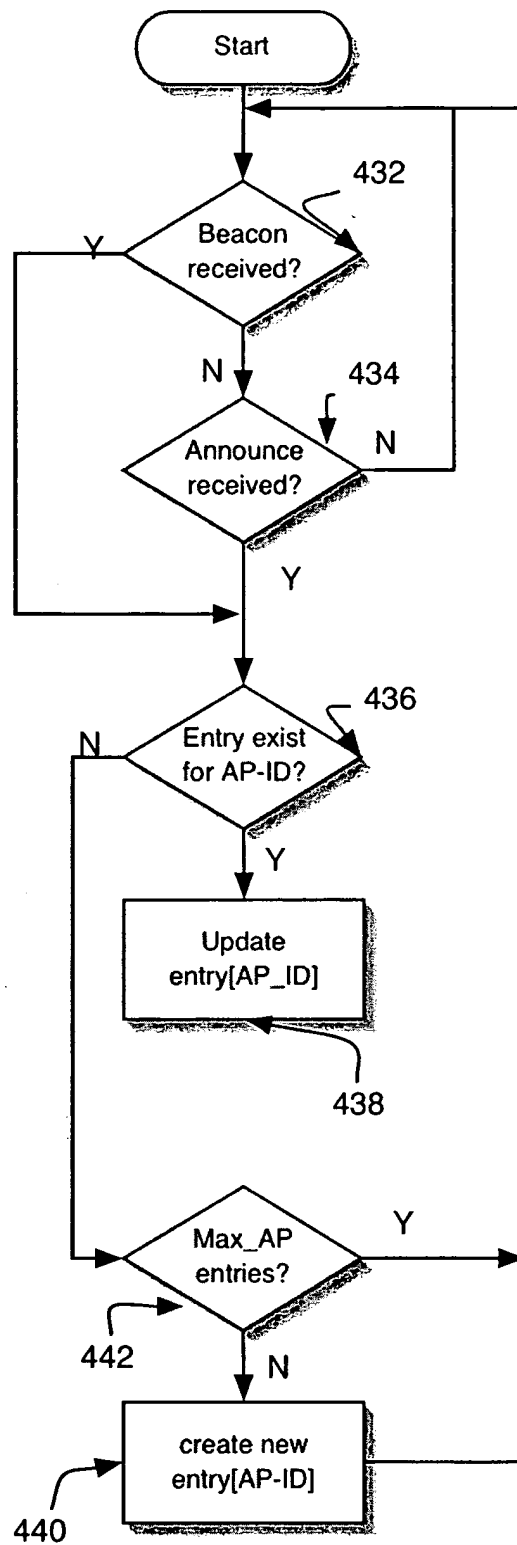 Start
432
Y
Beacon
received?
N
434
Announce
received?
N
Y
436
N
Entry exist
for AP-ID?
Y
Update
entry[AP_ID]
438
Y
Max_AP
entries?
442
N
create new
entry[AP-ID]
440